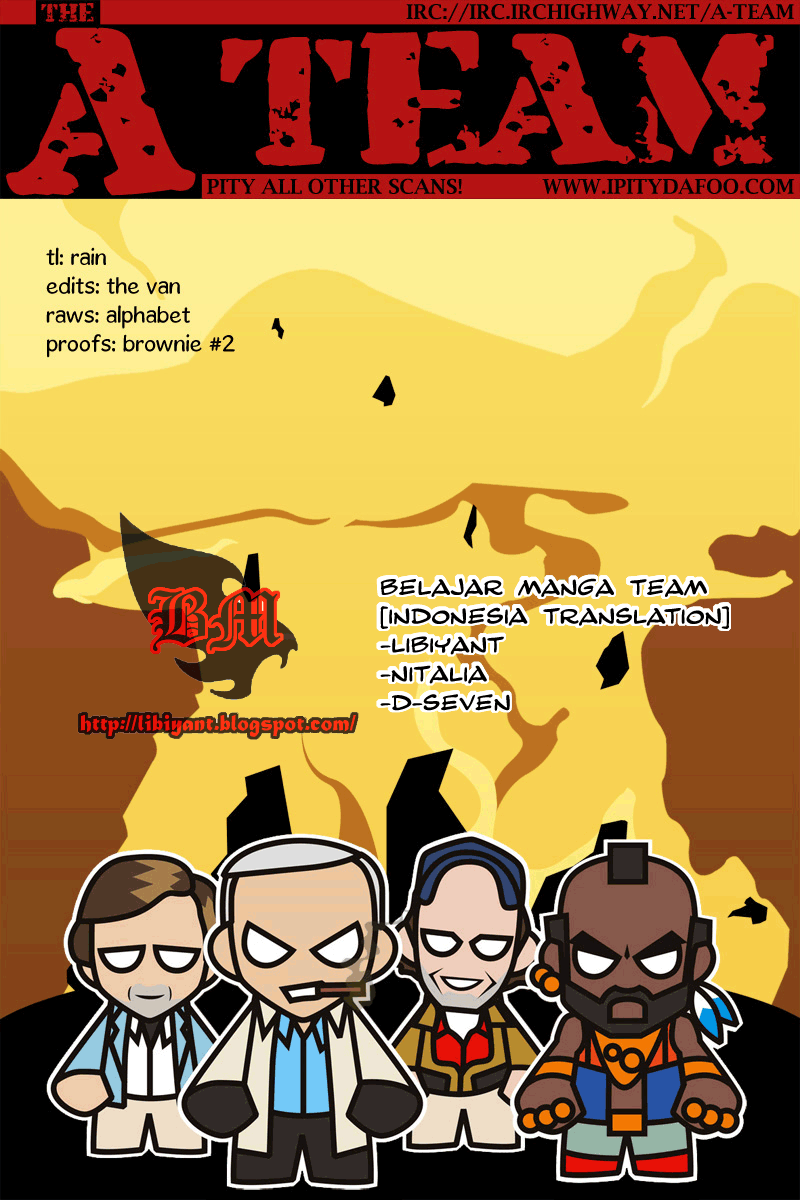 THE
IRC://IRC.IRCHIGHWAY.NET/A-TEAM
A TEAM
PITY ALL OTHER SCANS!
WWW.IPITYDAFOO.COM
tl: rain
edits: the van
raws: alphabet
proofs: brownie #2
BM
BELAJAR MANGA TEAM
[INDONESIA TRANSLATION]
-LIBIYANT
-NITALIA
-D-SEVEN
http://libiyant.blogspot.com/